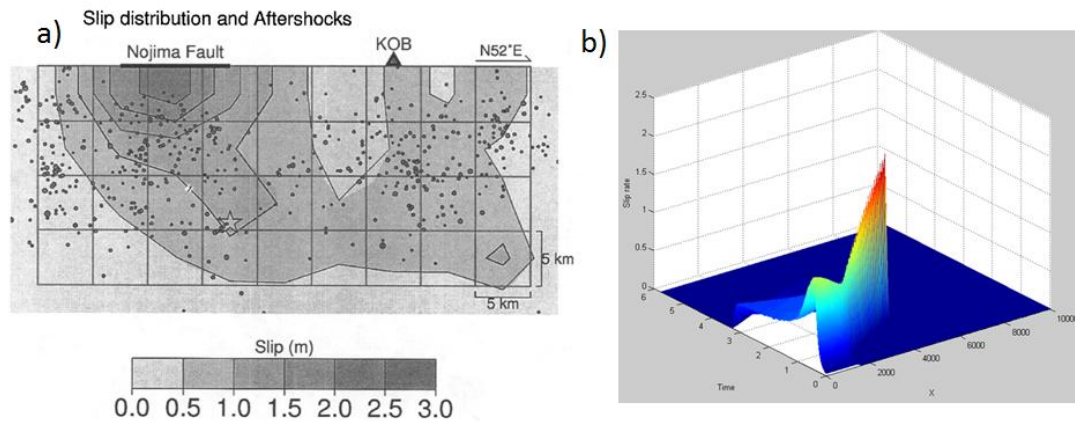 Slip distribution and Aftershocks
a)
Nojima Fault
KOB
N52°E
5 km
5 km
Slip (m)
0.0 0.5 1.0 1.5 2.0 2.5 3.0
b)
2.5
2
1.5
1
0.5
0
Slip rate
6
5
4
3
2
1
0
Time
0
2000
4000
6000
8000
10000
X